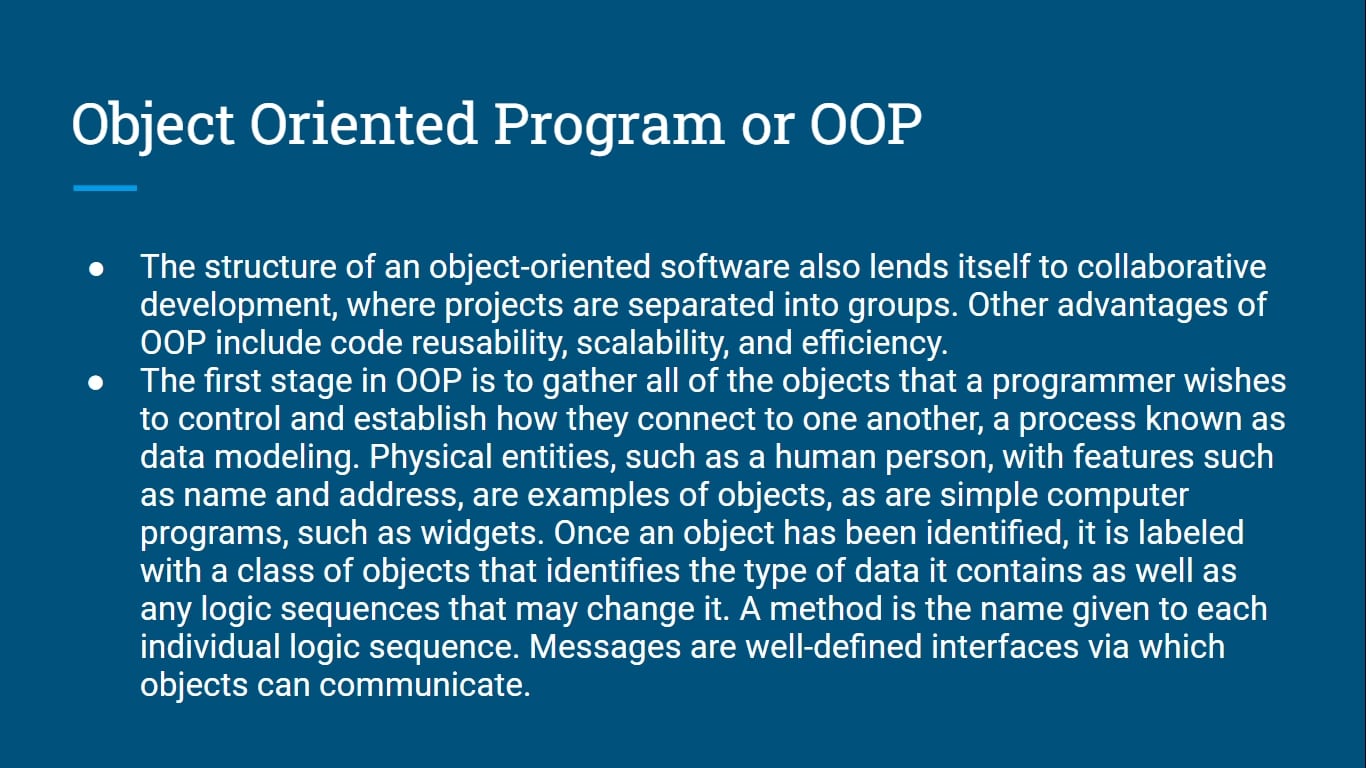 Object Oriented Program or OOP
● The structure of an object-oriented software also lends itself to collaborative
development, where projects are separated into groups. Other advantages of
OOP include code reusability, scalability, and efficiency.
● The first stage in OOP is to gather all of the objects that a programmer wishes
to control and establish how they connect to one another, a process known as
data modeling. Physical entities, such as a human person, with features such
as name and address, are examples of objects, as are simple computer
programs, such as widgets. Once an object has been identified, it is labeled
with a class of objects that identifies the type of data it contains as well as
any logic sequences that may change it. A method is the name given to each
individual logic sequence. Messages are well-defined interfaces via which
objects can communicate.